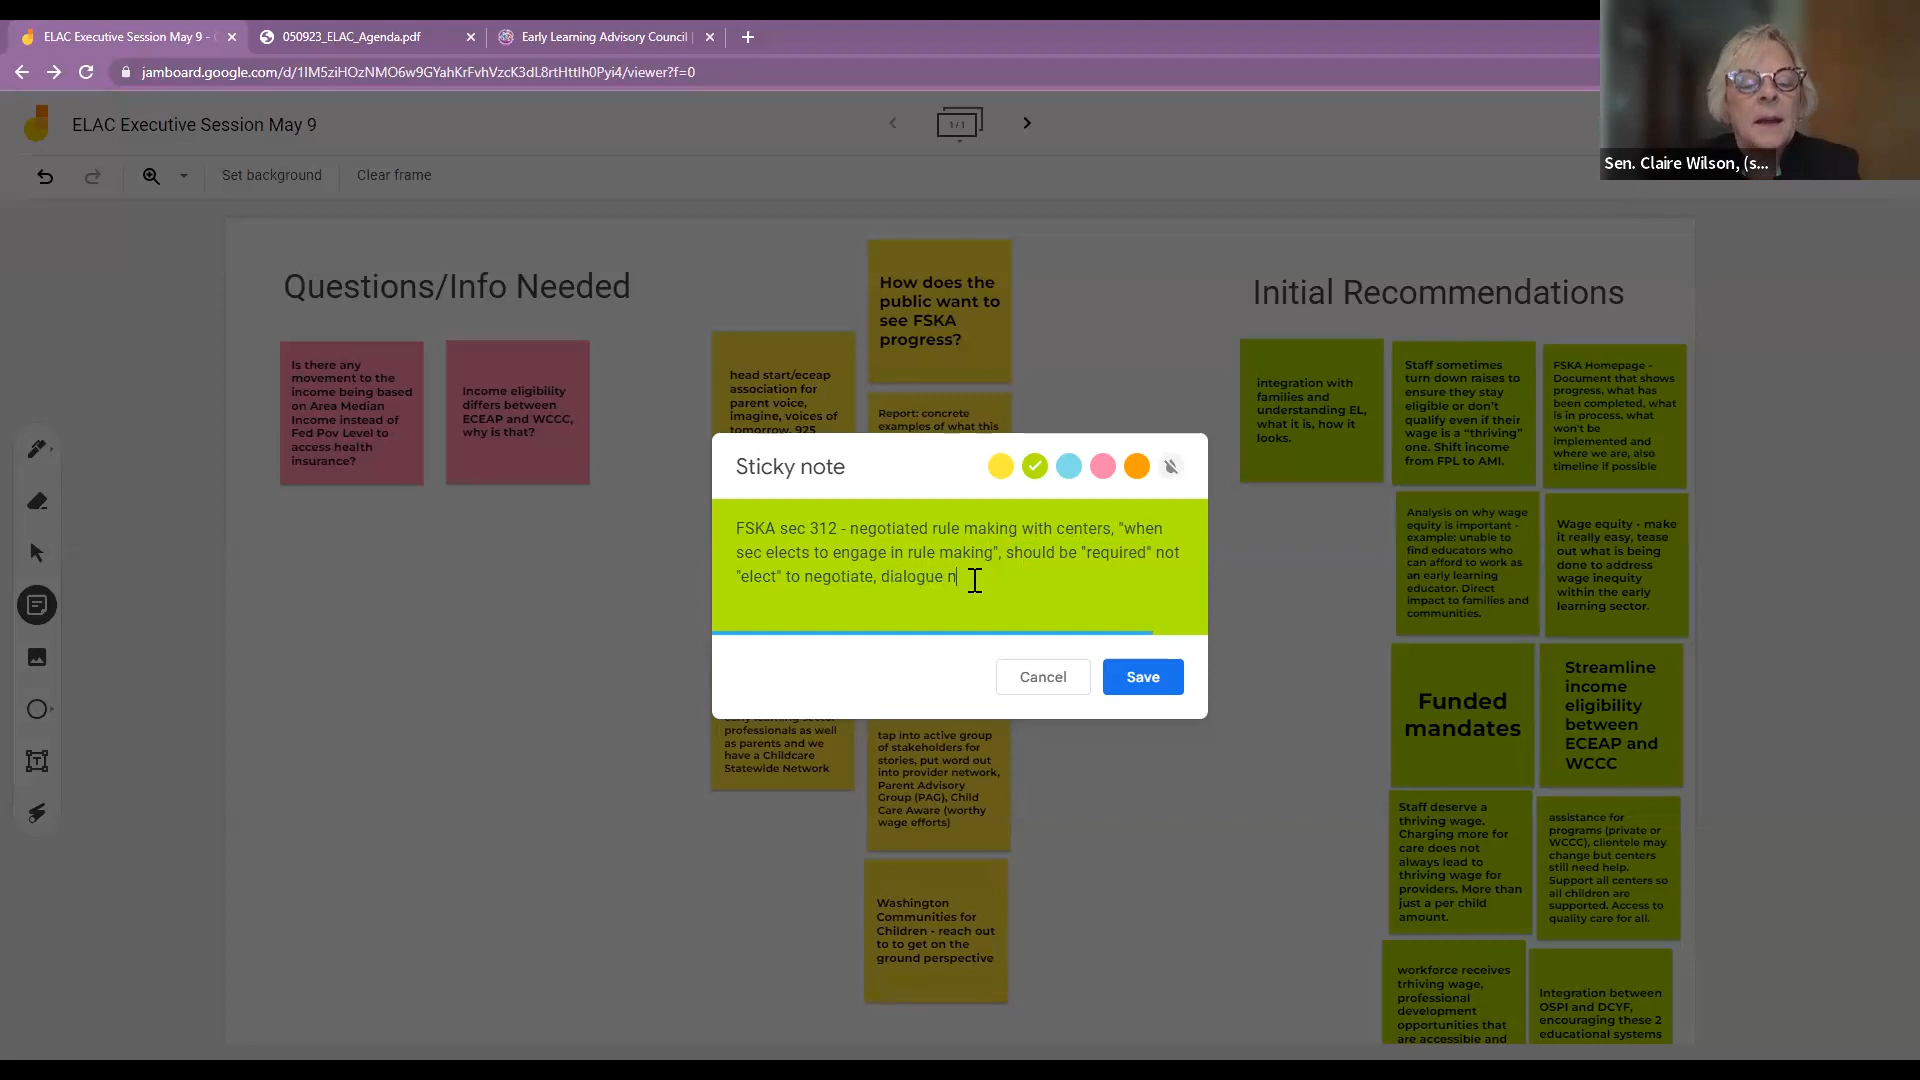 ELAC Executive Session May 9 -
050923_ELAC_Agenda.pdf
Early Learning Advisory Council |
jamboard.google.com/d/1IM5ziHOzNMO6w9GYahKrFvhVzcK3dL8rtHttIh0Pyi4/viewer?f=0
Sen. Claire Wilson, (s...
ELAC Executive Session May 9
1 / 1
Set background
Clear frame
Questions/Info Needed
Is there any
movement to the
income being based
on Area Median
Income instead of
Fed Pov Level to
access health
insurance?
Income eligibility
differs between
ECEAP and WCCC,
why is that?
How does the
public want to
see FSKA
progress?
head start/eceap
association for
parent voice,
imagine, voices of
tomorrow, 925
Report: concrete
examples of what this
Sticky note
FSKA sec 312 - negotiated rule making with centers, "when
sec elects to engage in rule making", should be "required" not
"elect" to negotiate, dialogue n
Cancel
Save
early learning sector
professionals as well
as parents and we
have a Childcare
Statewide Network
tap into active group
of stakeholders for
stories, put word out
into provider network,
Parent Advisory
Group (PAG), Child
Care Aware (worthy
wage efforts)
Washington
Communities for
Children - reach out
to to get on the
ground perspective
Initial Recommendations
integration with
families and
understanding EL,
what it is, how it
looks.
Staff sometimes
turn down raises to
ensure they stay
eligible or don't
qualify even if their
wage is a "thriving"
one. Shift income
from FPL to AMI.
FSKA Homepage -
Document that shows
progress, what has
been completed, what
is in process, what
won't be
implemented and
where we are, also
timeline if possible
Analysis on why wage
equity is important -
example: unable to
find educators who
can afford to work as
an early learning
educator. Direct
impact to families and
communities.
Wage equity - make
it really easy, tease
out what is being
done to address
wage inequity
within the early
learning sector.
Funded
mandates
Streamline
income
eligibility
between
ECEAP and
WCCC
Staff deserve a
thriving wage.
Charging more for
care does not
always lead to
thriving wage for
providers. More than
just a per child
amount.
assistance for
programs (private or
WCCC), clientele may
change but centers
still need help.
Support all centers so
all children are
supported. Access to
quality care for all.
workforce receives
trhiving wage,
professional
development
opportunities that
are accessible and
Integration between
OSPI and DCYF,
encouraging these 2
educational systems